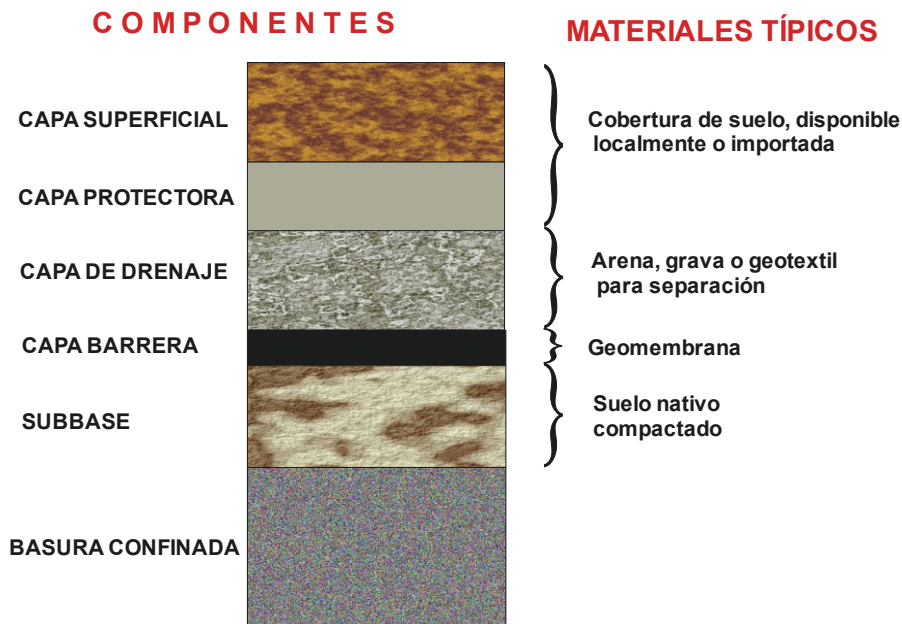 COMPONENTES
MATERIALES TÍPICOS
CAPA SUPERFICIAL
Cobertura de suelo, disponible
localmente o importada
CAPA PROTECTORA
CAPA DE DRENAJE
Arena, grava o geotextil
para separación
CAPA BARRERA
Geomembrana
SUBBASE
Suelo nativo
compactado
BASURA CONFINADA